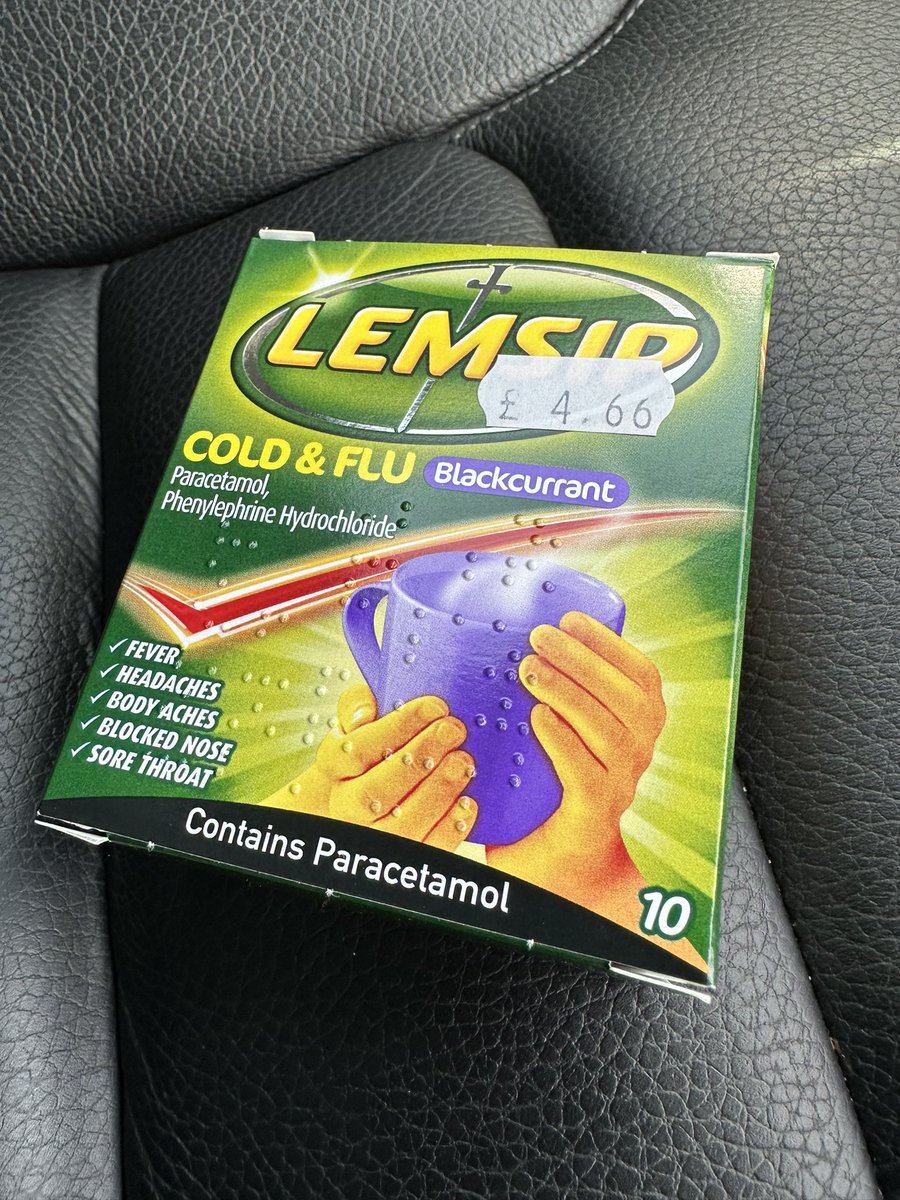 LEMSIP
£ 4.66
COLD & FLU Blackcurrant
Paracetamol,
Phenylephrine Hydrochloride
✓ FEVER
✓ HEADACHES
✓ BODY ACHES
✓ BLOCKED NOSE
✓ SORE THROAT
Contains Paracetamol
10